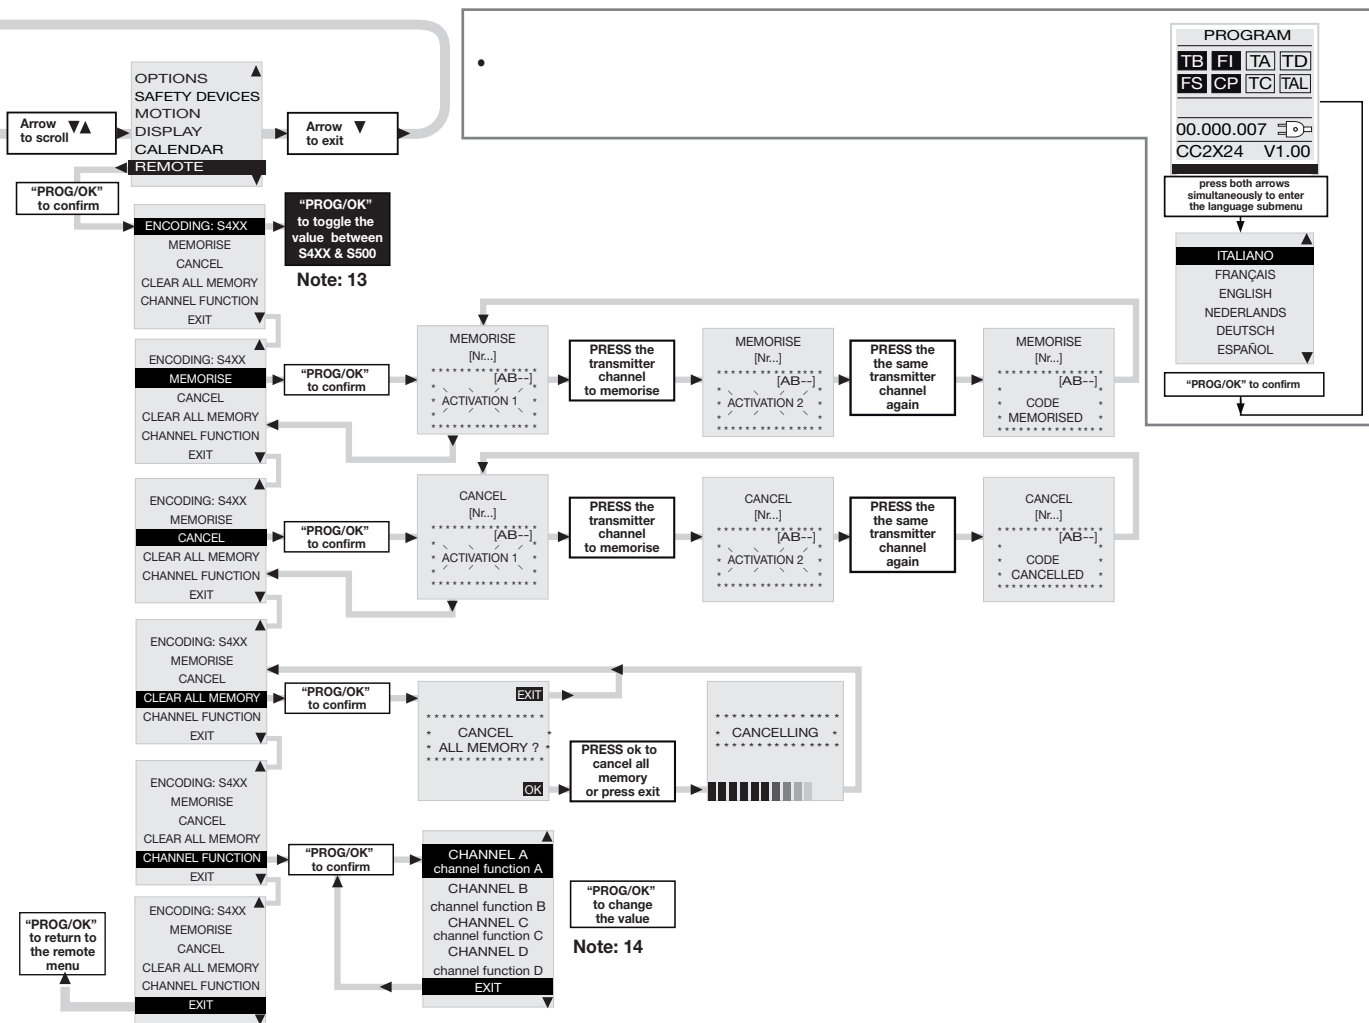 OPTIONS
SAFETY DEVICES
MOTION
DISPLAY
CALENDAR
REMOTE
Arrow
to scroll
Arrow
to exit
"PROG/OK"
to confirm
ENCODING: S4XX
MEMORISE
CANCEL
CLEAR ALL MEMORY
CHANNEL FUNCTION
EXIT
"PROG/OK"
to toggle the
value between
S4XX & S500
Note: 13
ENCODING: S4XX
MEMORISE
CANCEL
CLEAR ALL MEMORY
CHANNEL FUNCTION
EXIT
"PROG/OK"
to confirm
MEMORISE
[Nr...]
[AB--]
ACTIVATION 1
PRESS the
transmitter
channel
to memorise
MEMORISE
[Nr...]
[AB--]
ACTIVATION 2
PRESS the
the same
transmitter
channel
again
MEMORISE
[Nr...]
[AB--]
CODE
MEMORISED
ENCODING: S4XX
MEMORISE
CANCEL
CLEAR ALL MEMORY
CHANNEL FUNCTION
EXIT
"PROG/OK"
to confirm
CANCEL
[Nr...]
[AB--]
ACTIVATION 1
PRESS the
transmitter
channel
to memorise
CANCEL
[Nr...]
[AB--]
ACTIVATION 2
PRESS the
the same
transmitter
channel
again
CANCEL
[Nr...]
[AB--]
CODE
CANCELLED
ENCODING: S4XX
MEMORISE
CANCEL
CLEAR ALL MEMORY
CHANNEL FUNCTION
EXIT
"PROG/OK"
to confirm
EXIT
CANCEL
ALL MEMORY ?
OK
PRESS ok to
cancel all
memory
or press exit
CANCELLING
ENCODING: S4XX
MEMORISE
CANCEL
CLEAR ALL MEMORY
CHANNEL FUNCTION
EXIT
"PROG/OK"
to confirm
CHANNEL A
channel function A
CHANNEL B
channel function B
CHANNEL C
channel function C
CHANNEL D
channel function D
EXIT
"PROG/OK"
to change
the value
Note: 14
"PROG/OK"
to return to
the remote
menu
ENCODING: S4XX
MEMORISE
CANCEL
CLEAR ALL MEMORY
CHANNEL FUNCTION
EXIT
PROGRAM
TB FI TA TD
FS CP TC TAL
00.000.007
CC2X24 V1.00
press both arrows
simultaneously to enter
the language submenu
ITALIANO
FRANÇAIS
ENGLISH
NEDERLANDS
DEUTSCH
ESPAÑOL
"PROG/OK" to confirm